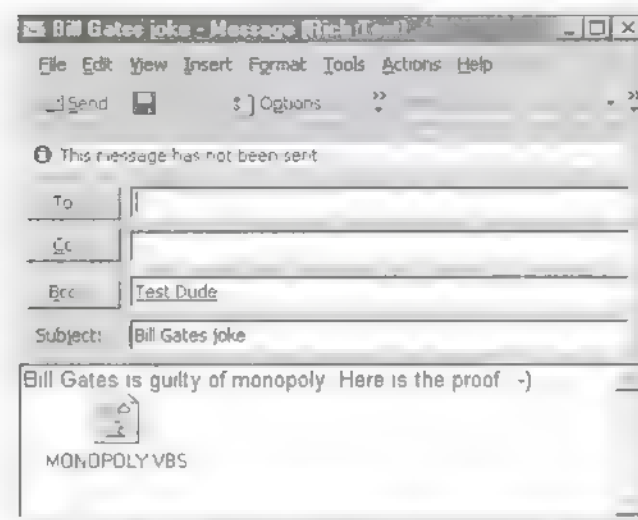 Bill Gates joke - Message (Rich Text)
File Edit View Insert Format Tools Actions Help
Send Options
This message has not been sent
To
Cc
Bcc Test Dude
Subject: Bill Gates joke
Bill Gates is guilty of monopoly Here is the proof -)
MONOPOLY VBS